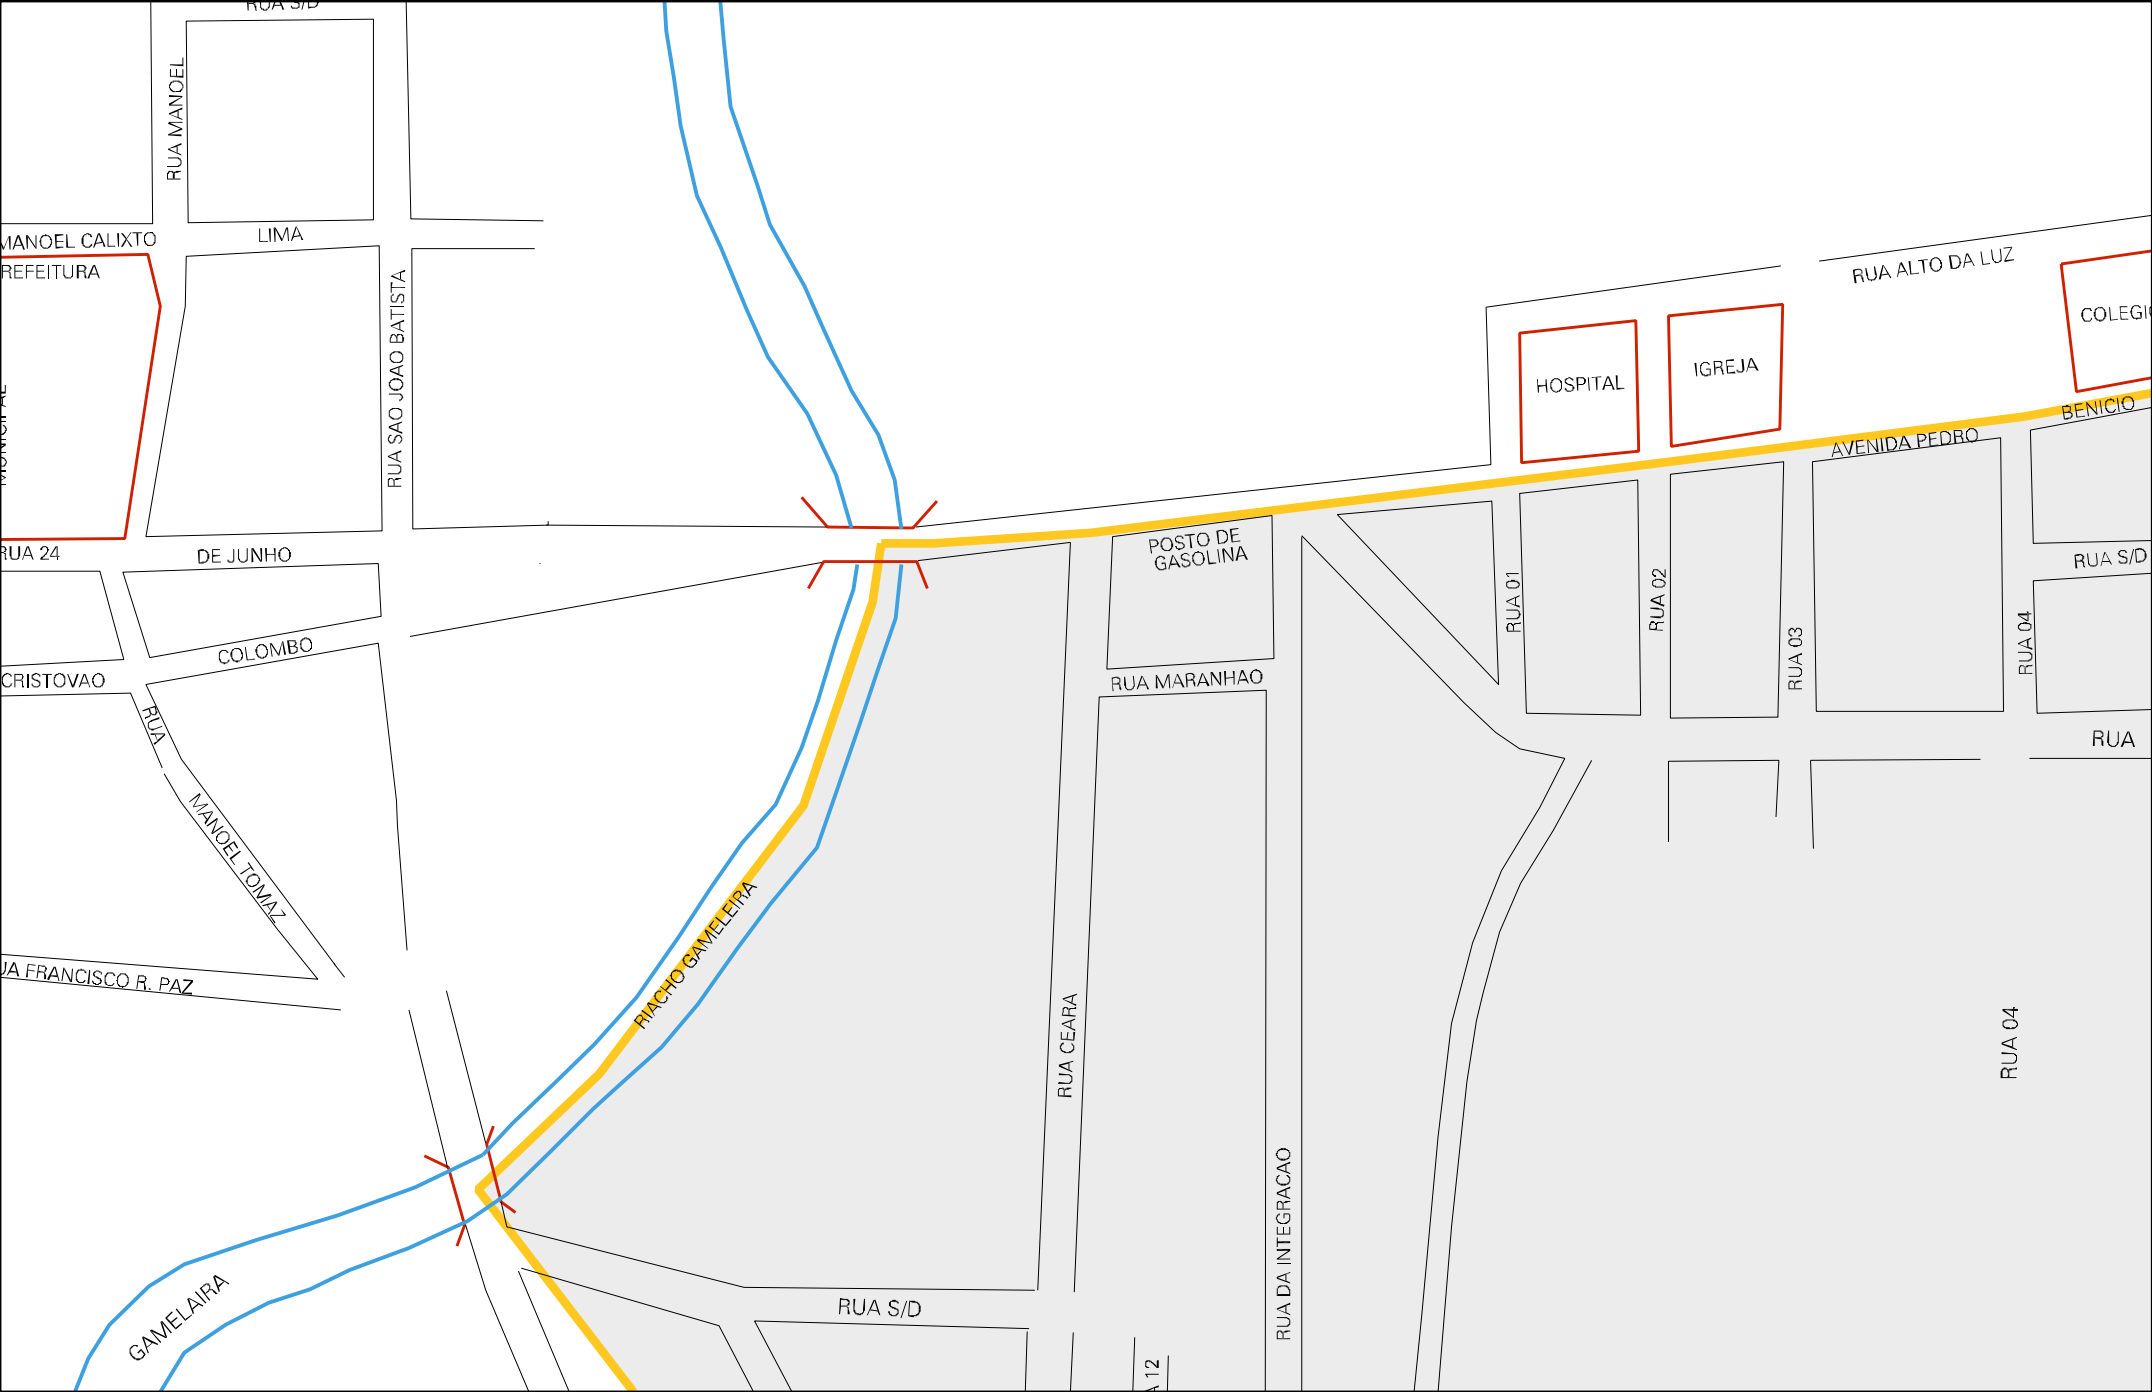 RUA S/D
RUA MANOEL
MANOEL CALIXTO
LIMA
REFEITURA
RUA SAO JOAO BATISTA
RUA ALTO DA LUZ
COLEGIO
HOSPITAL
IGREJA
BENICIO
AVENIDA PEDRO
RUA 24
DE JUNHO
POSTO DE
GASOLINA
RUA S/D
RUA 01
RUA 02
RUA 03
RUA 04
COLOMBO
CRISTOVAO
RUA MARANHAO
RUA
RUA
MANOEL TOMAZ
RIACHO GAMELEIRA
UA FRANCISCO R. PAZ
RUA CEARA
RUA 04
RUA DA INTEGRACAO
GAMELAIRA
RUA S/D
A 12